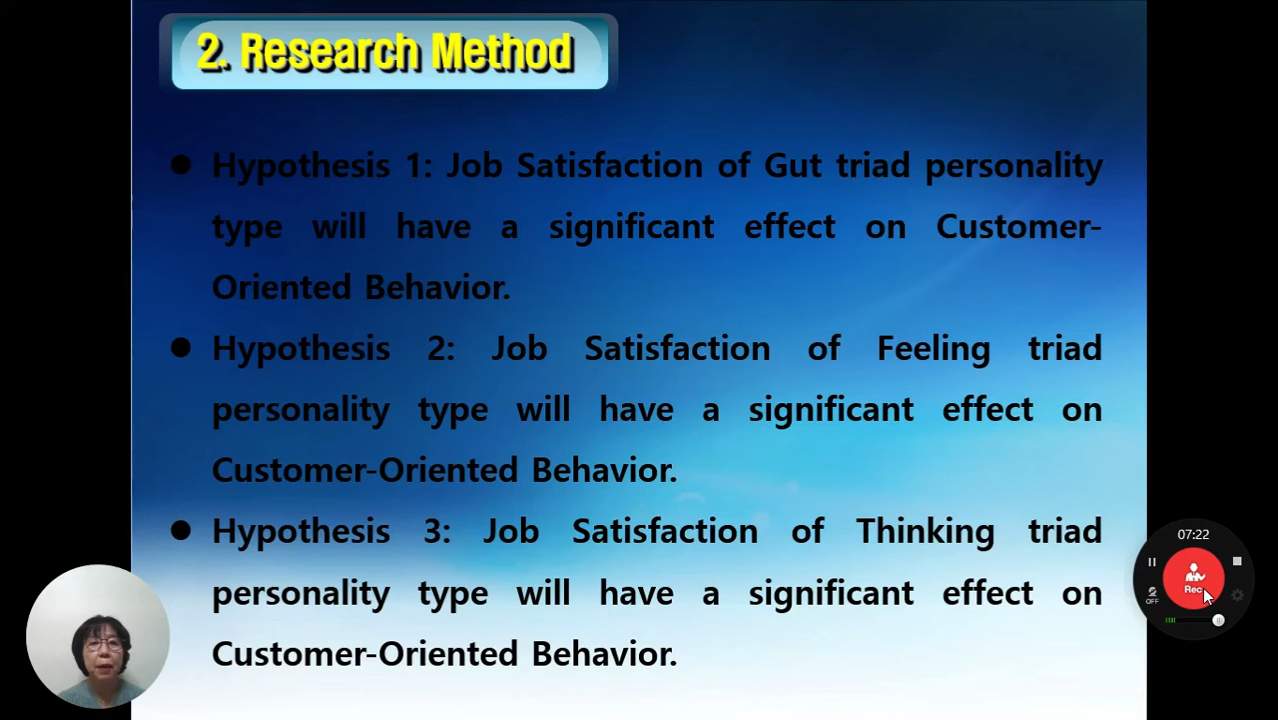 2. Research Method
● Hypothesis 1: Job Satisfaction of Gut triad personality
type will have a significant effect on Customer-
Oriented Behavior.
● Hypothesis 2: Job Satisfaction of Feeling triad
personality type will have a significant effect on
Customer-Oriented Behavior.
● Hypothesis 3: Job Satisfaction of Thinking triad
personality type will have a significant effect on
Customer-Oriented Behavior.
07:22
Rec
OFF